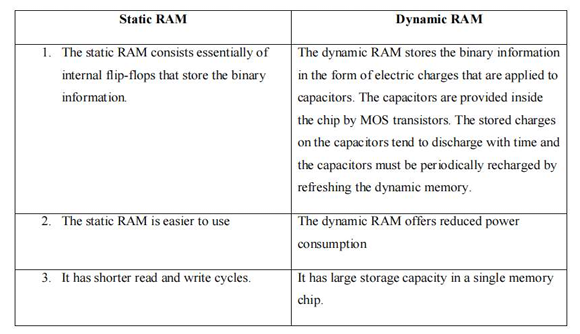 Static RAM
Dynamic RAM
1. The static RAM consists essentially of
internal flip-flops that store the binary
information.
The dynamic RAM stores the binary information
in the form of electric charges that are applied to
capacitors. The capacitors are provided inside
the chip by MOS transistors. The stored charges
on the capacitors tend to discharge with time and
the capacitors must be periodically recharged by
refreshing the dynamic memory.
2. The static RAM is easier to use
The dynamic RAM offers reduced power
consumption
3. It has shorter read and write cycles.
It has large storage capacity in a single memory
chip.